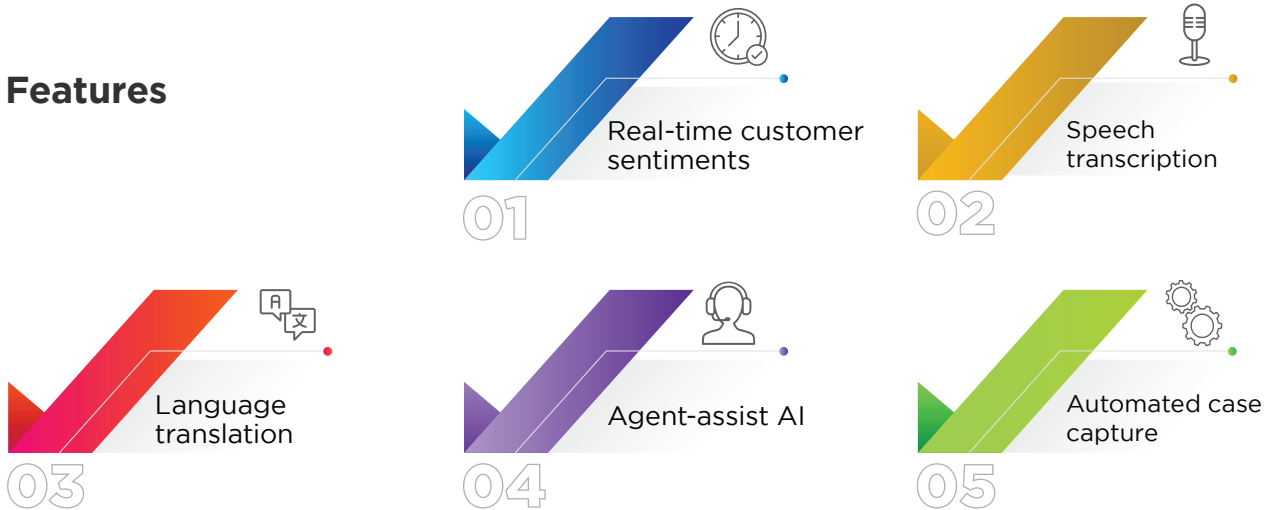 Features
Real-time customer
sentiments
01
Speech
transcription
02
A
文
Language
translation
03
Agent-assist AI
04
Automated case
capture
05